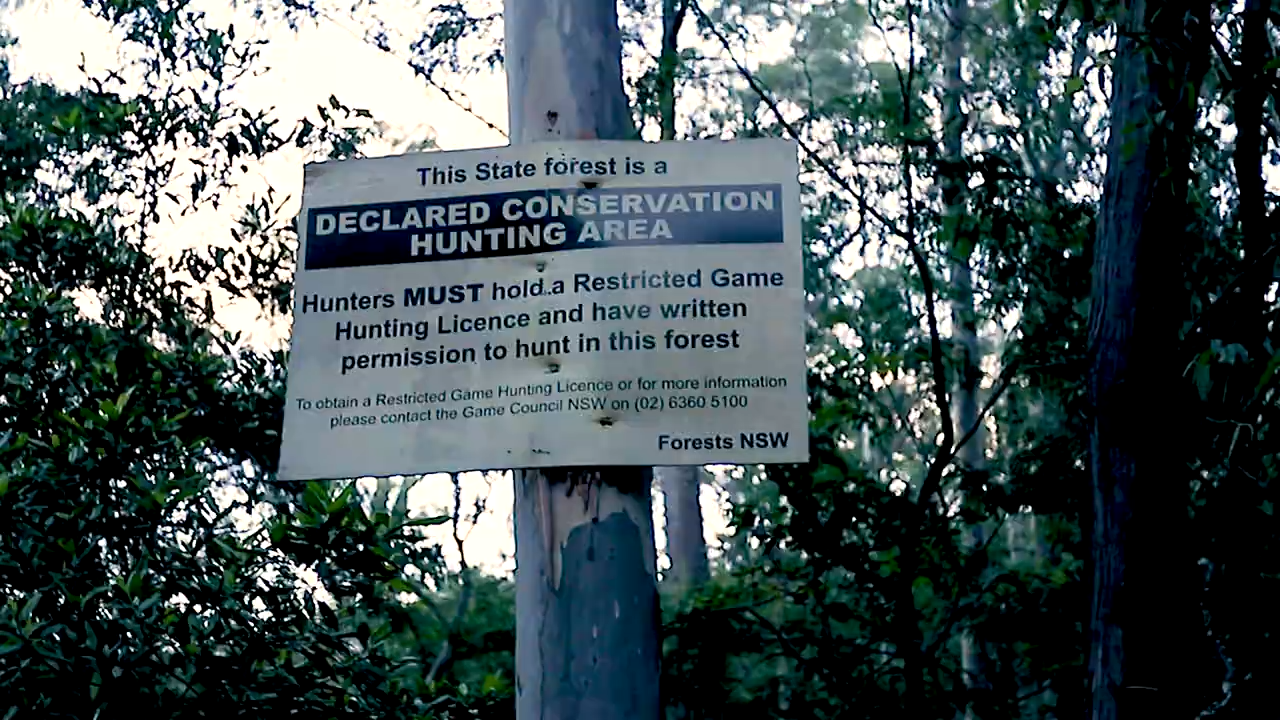 This State forest is a
DECLARED CONSERVATION
HUNTING AREA
Hunters MUST hold a Restricted Game
Hunting Licence and have written
permission to hunt in this forest
To obtain a Restricted Game Hunting Licence or for more information
please contact the Game Council NSW on (02) 6360 5100
Forests NSW